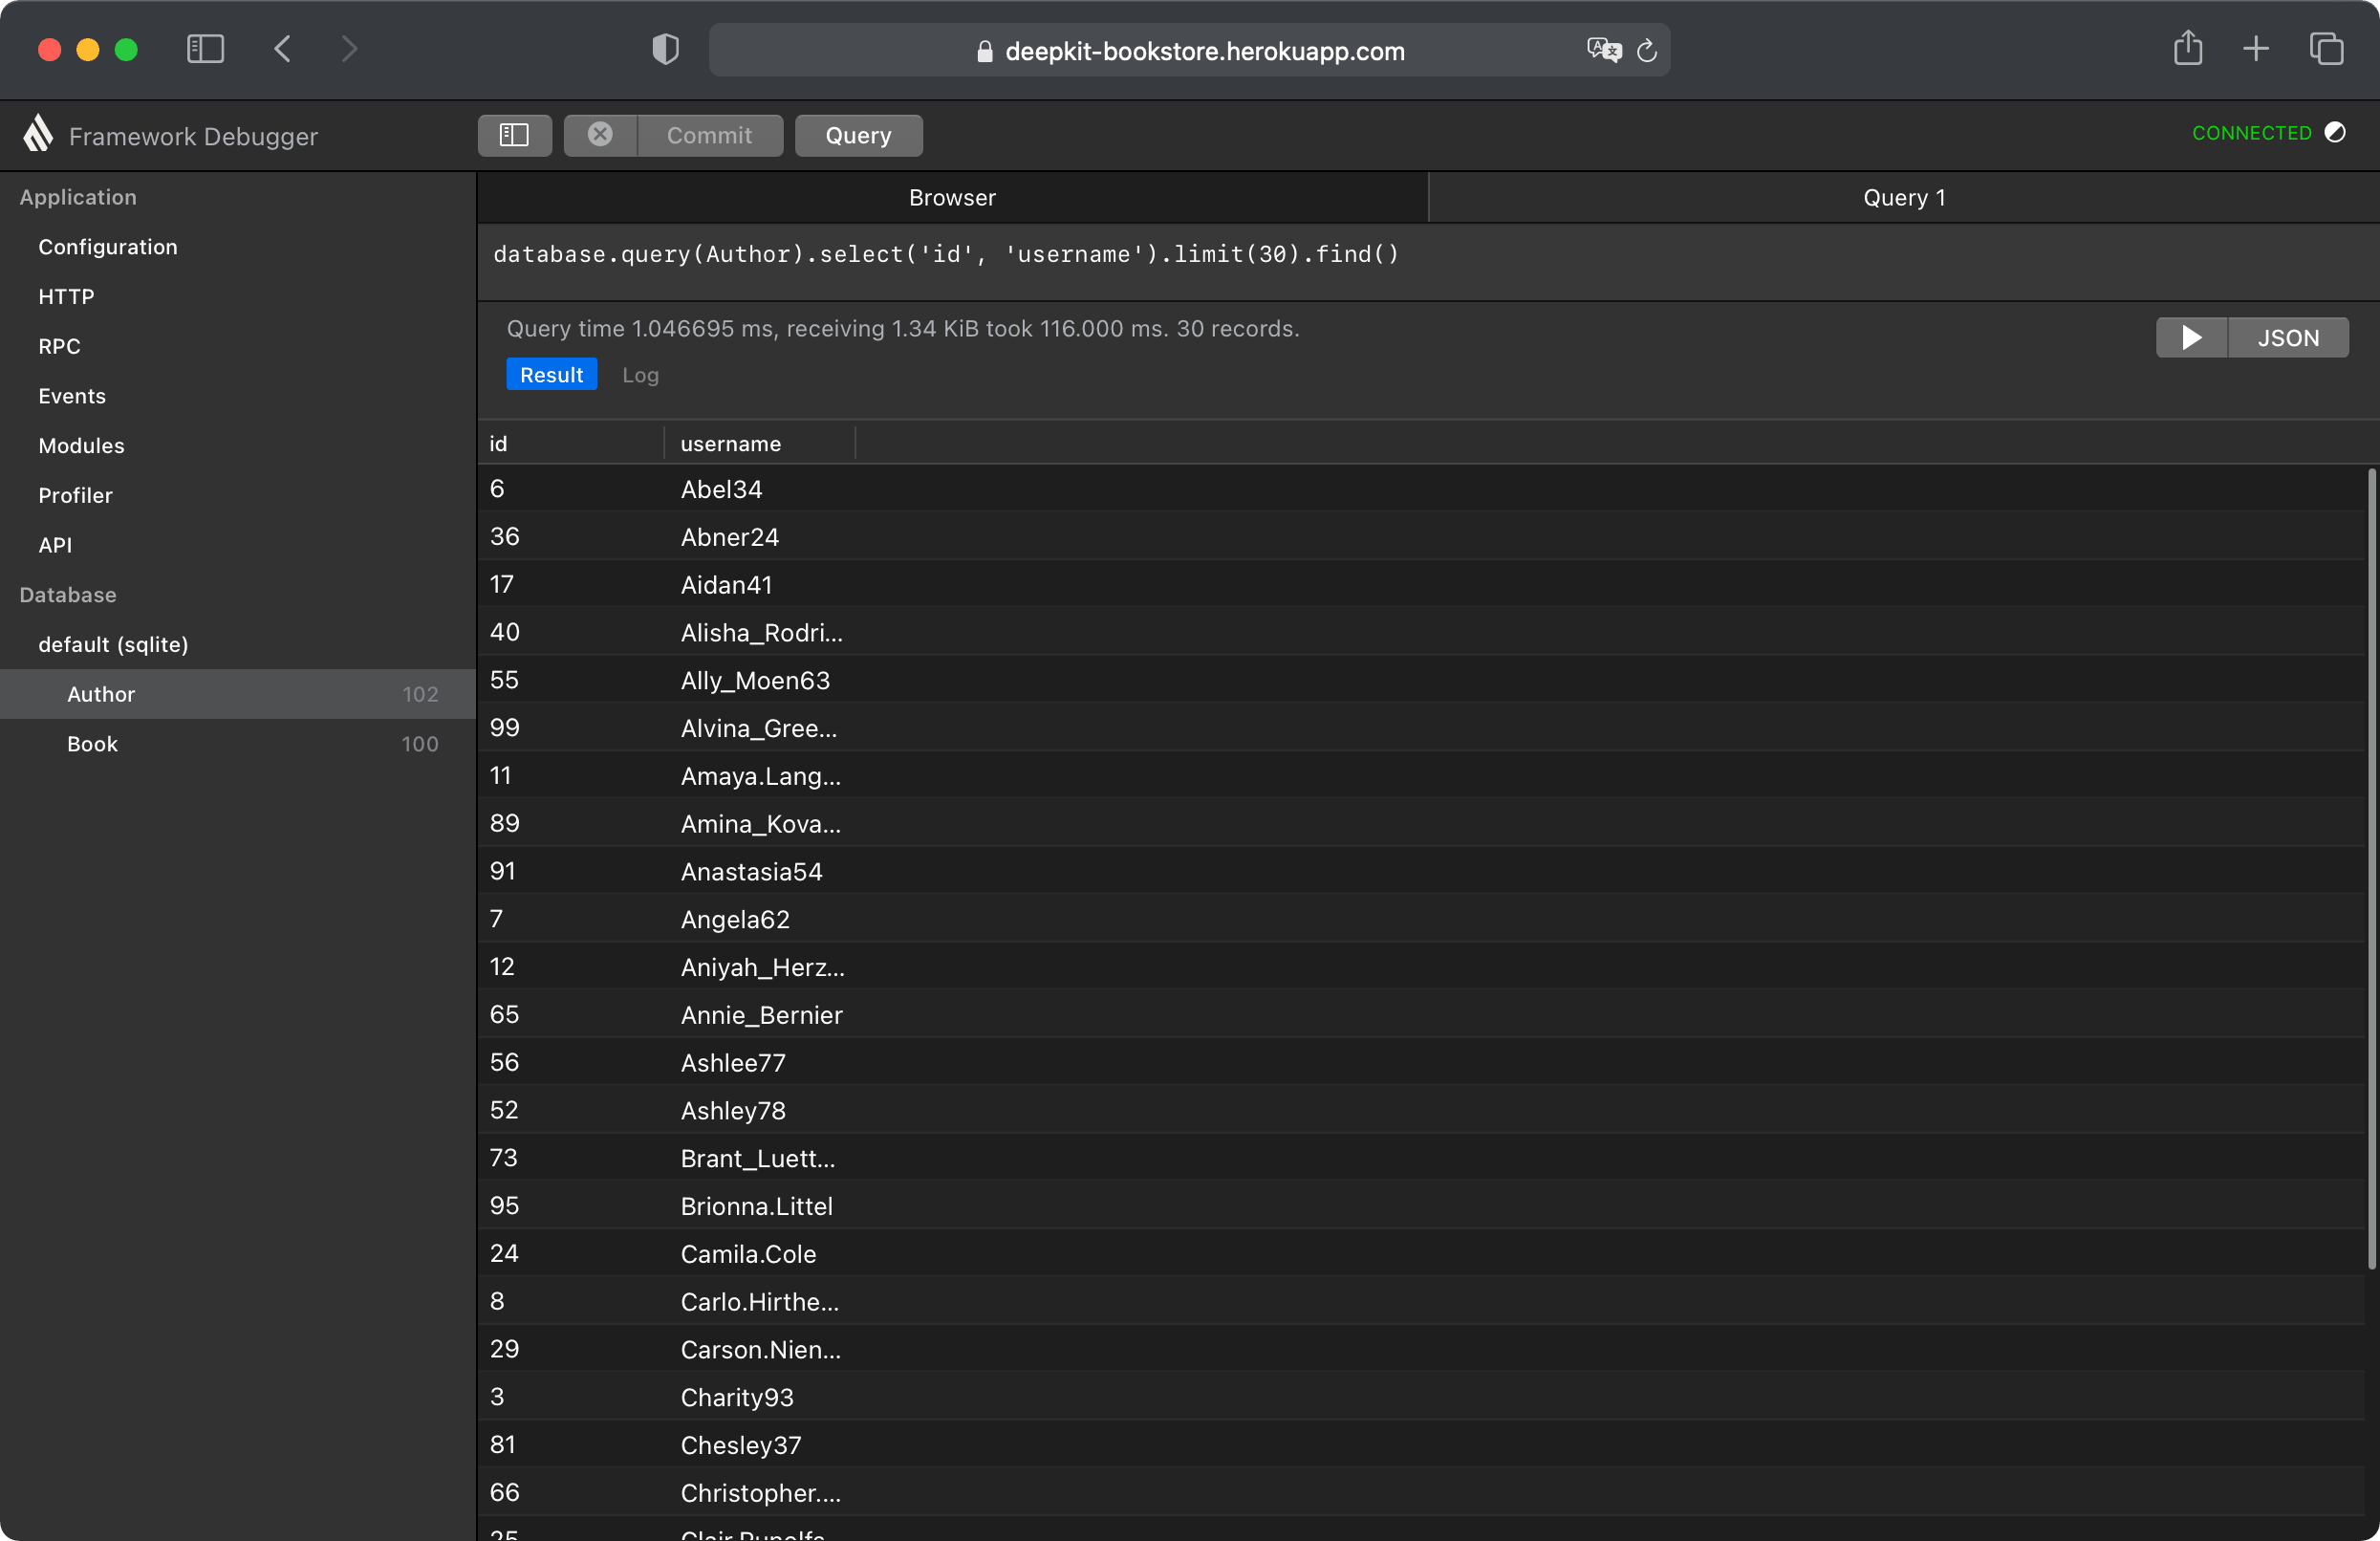 deepkit-bookstore.herokuapp.com
Framework Debugger
Commit
Query
CONNECTED
Application
Configuration
HTTP
RPC
Events
Modules
Profiler
API
Database
default (sqlite)
Author 102
Book 100
Browser
Query 1
database.query(Author).select('id', 'username').limit(30).find()
Query time 1.046695 ms, receiving 1.34 KiB took 116.000 ms. 30 records.
JSON
Result Log
id username
6 Abel34
36 Abner24
17 Aidan41
40 Alisha_Rodri...
55 Ally_Moen63
99 Alvina_Gree...
11 Amaya.Lang...
89 Amina_Kova...
91 Anastasia54
7 Angela62
12 Aniyah_Herz...
65 Annie_Bernier
56 Ashlee77
52 Ashley78
73 Brant_Luett...
95 Brionna.Littel
24 Camila.Cole
8 Carlo.Hirthe...
29 Carson.Nien...
3 Charity93
81 Chesley37
66 Christopher....